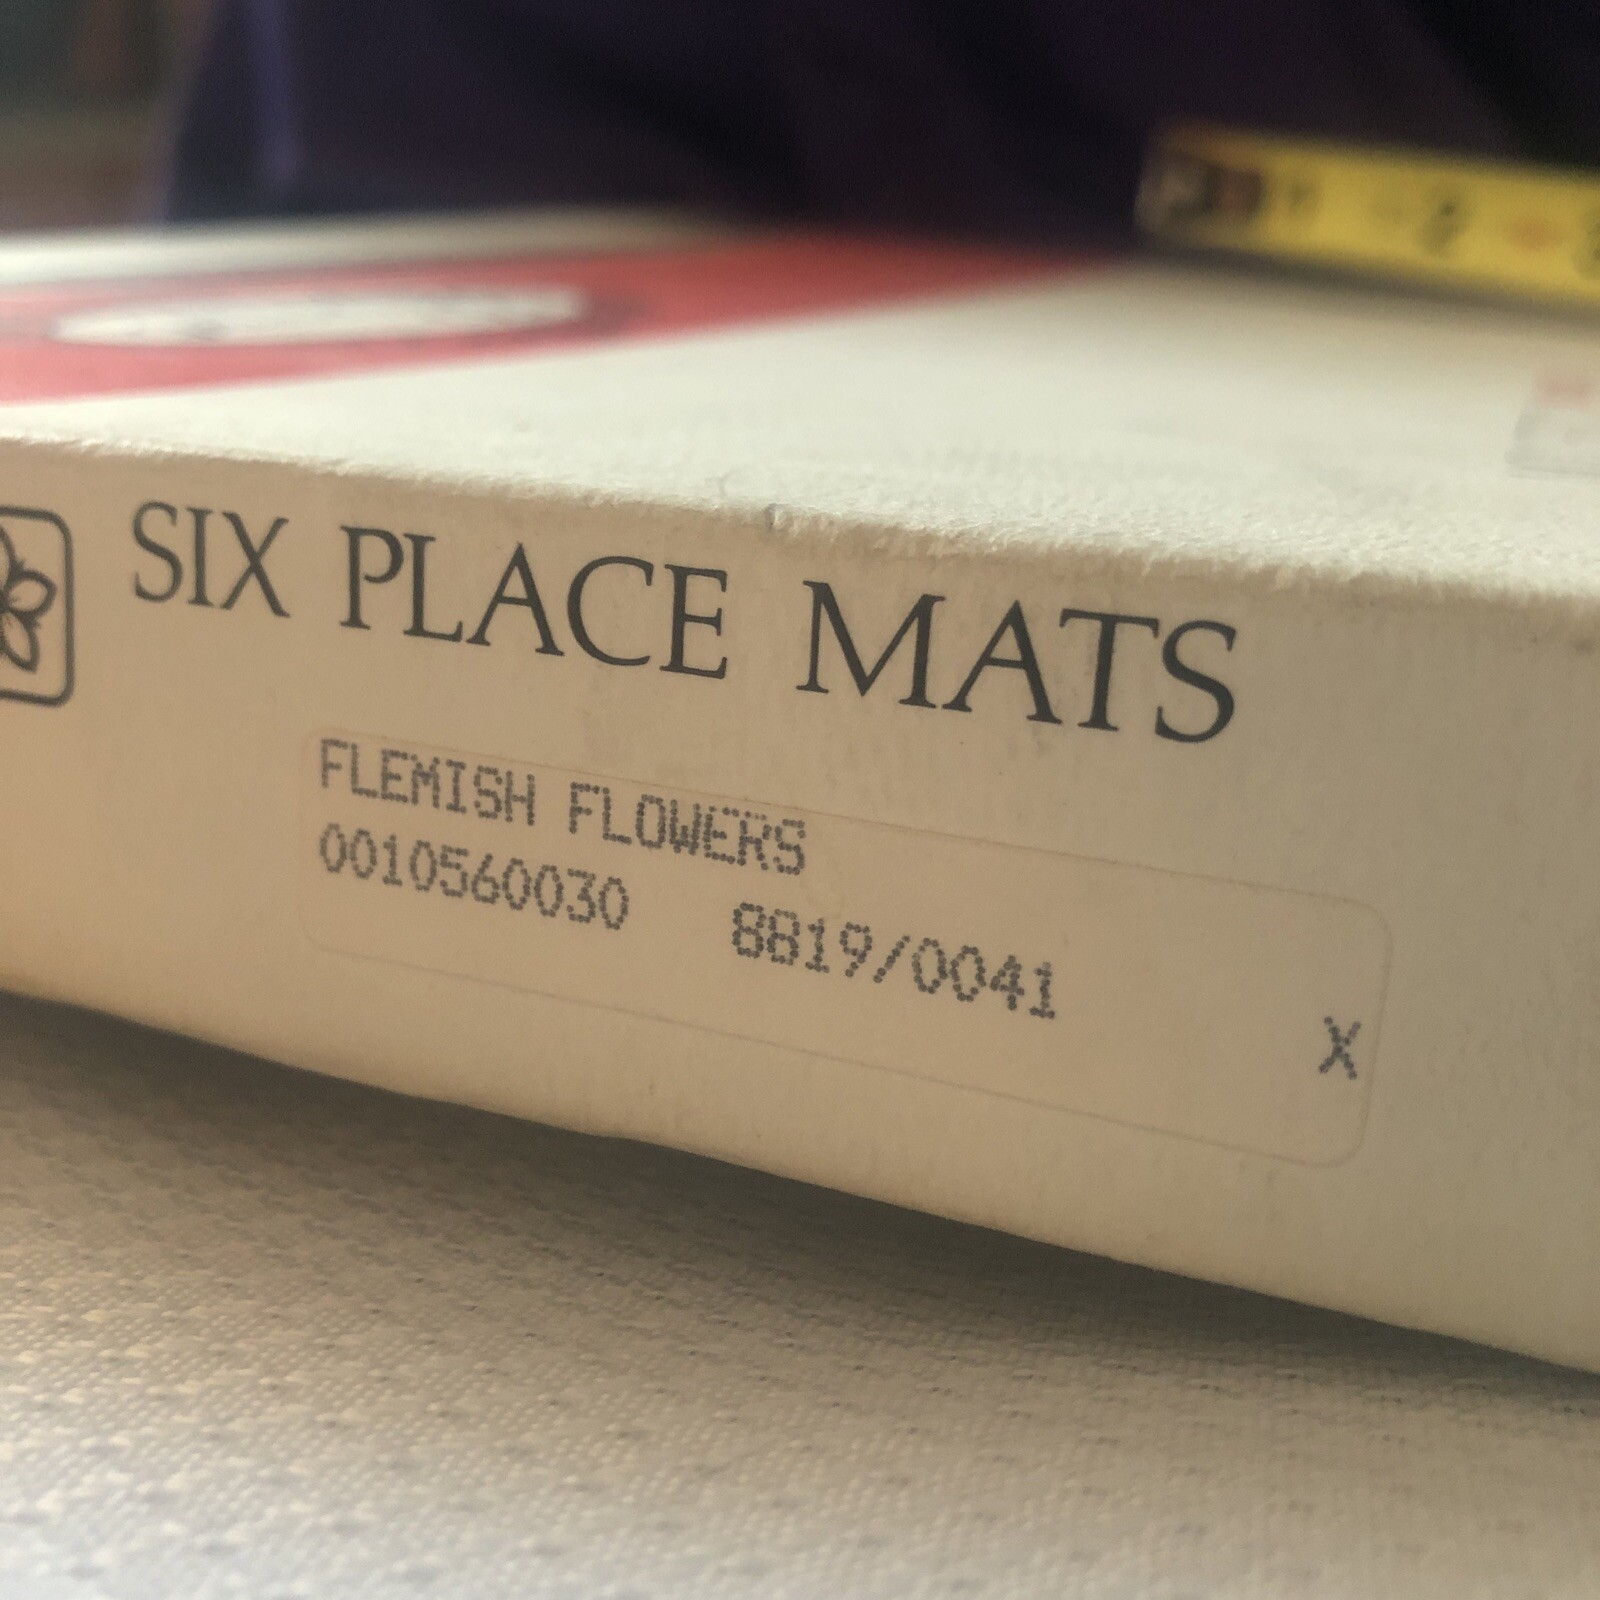 SIX PLACE MATS
FLEMISH FLOWERS
0010560030 8819/0041
X